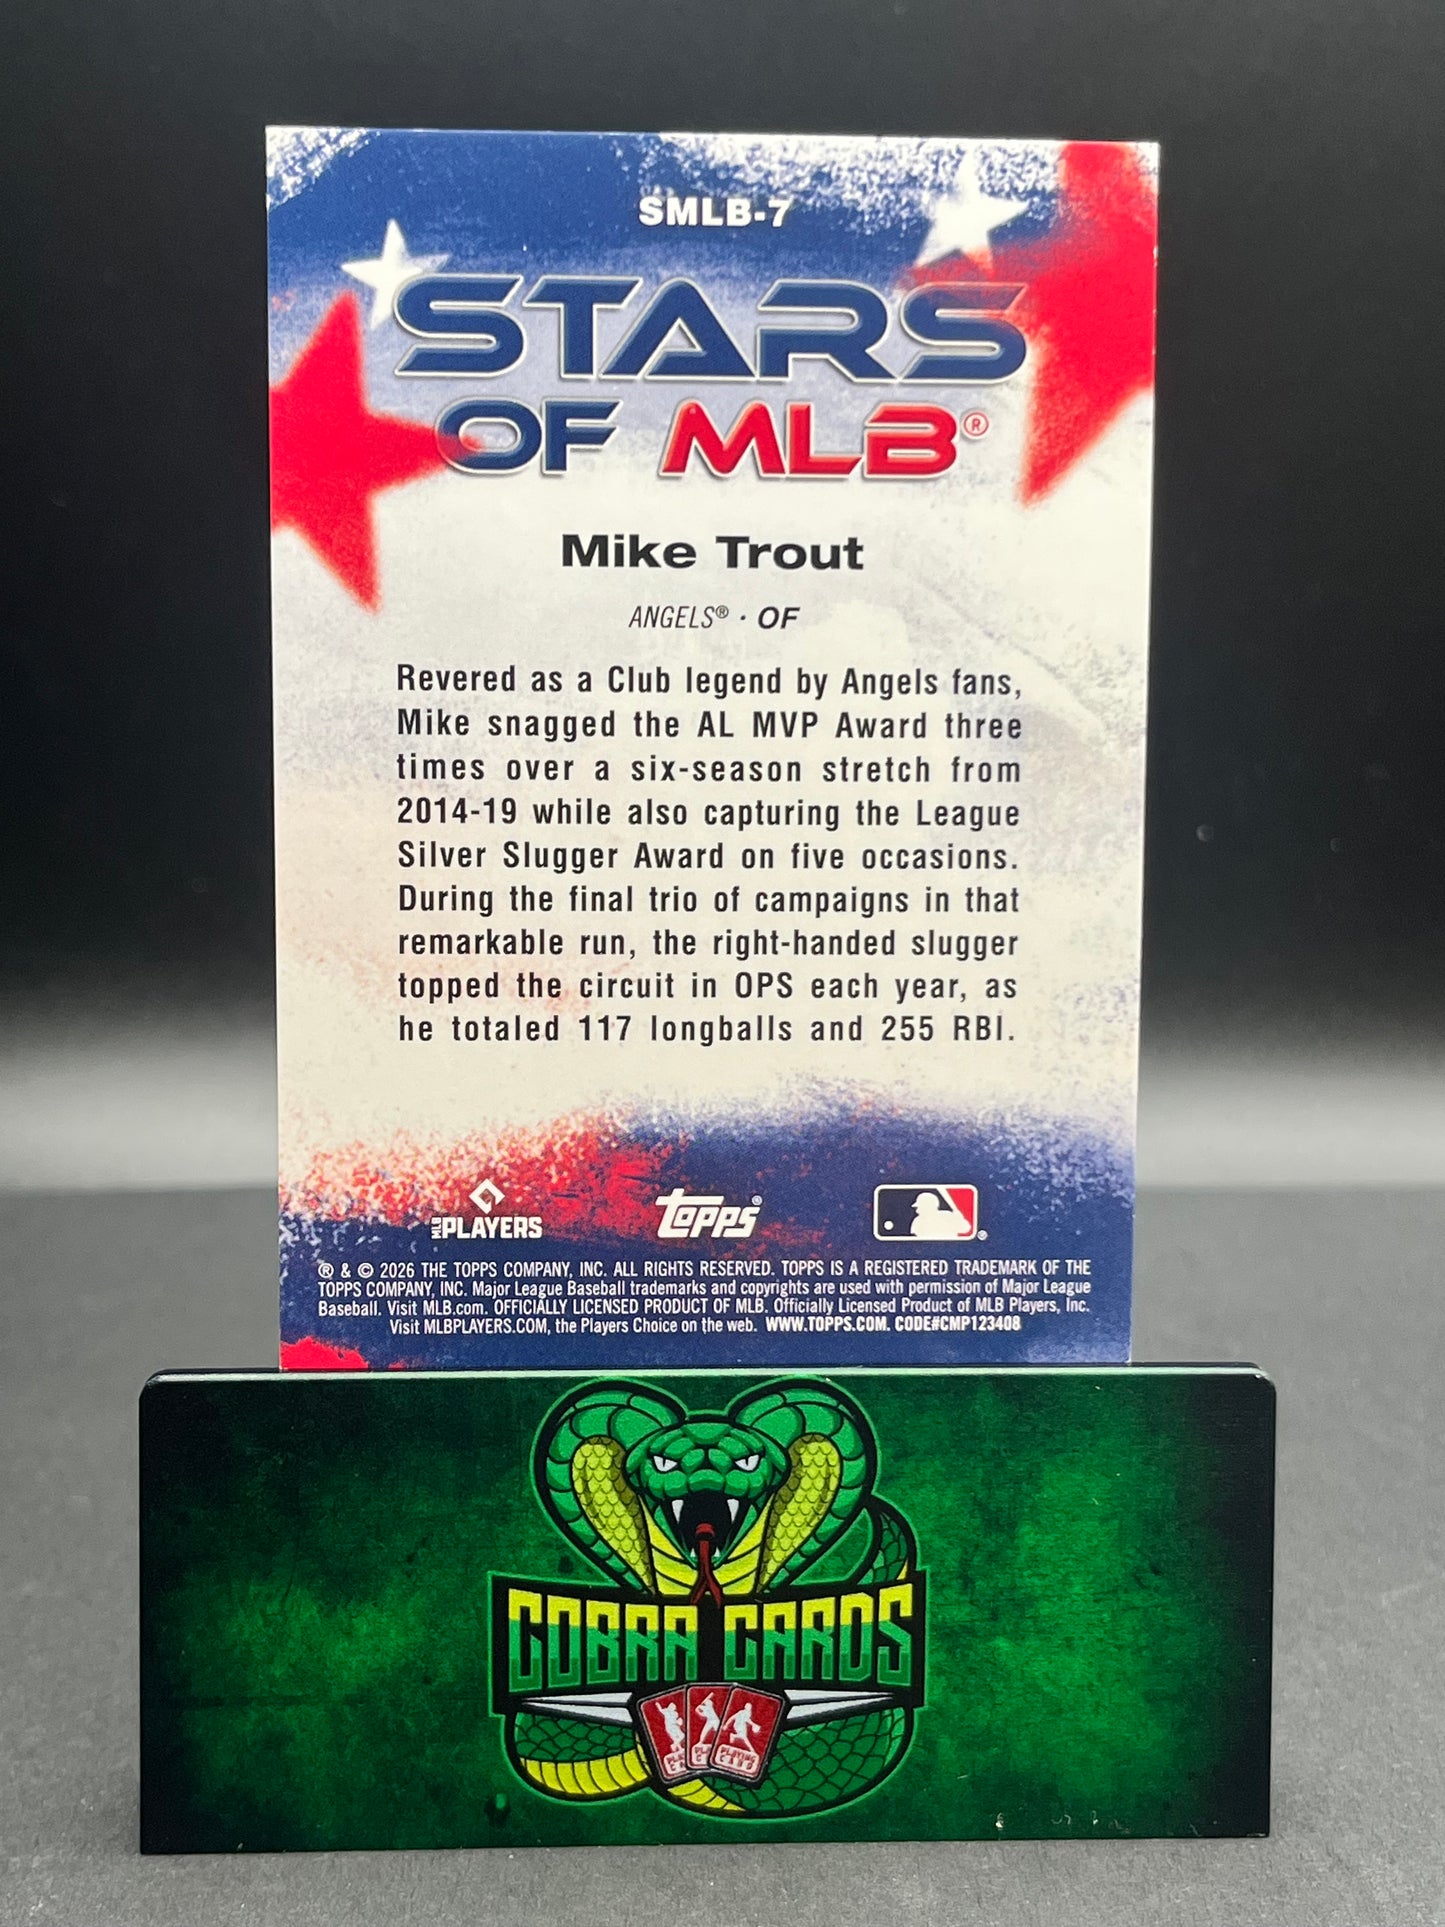 SMLB-7
STARS
OF MLB®
Mike Trout
ANGELS® · OF
Revered as a Club legend by Angels fans,
Mike snagged the AL MVP Award three
times over a six-season stretch from
2014-19 while also capturing the League
Silver Slugger Award on five occasions.
During the final trio of campaigns in that
remarkable run, the right-handed slugger
topped the circuit in OPS each year, as
he totaled 117 longballs and 255 RBI.
MLB PLAYERS
Topps®
® & © 2026 THE TOPPS COMPANY, INC. ALL RIGHTS RESERVED. TOPPS IS A REGISTERED TRADEMARK OF THE
TOPPS COMPANY, INC. Major League Baseball trademarks and copyrights are used with permission of Major League
Baseball. Visit MLB.com. OFFICIALLY LICENSED PRODUCT OF MLB. Officially Licensed Product of MLB Players, Inc.
Visit MLBPLAYERS.COM, the Players Choice on the web. WWW.TOPPS.COM. CODE#CMP123408
COBRA CARDS
PLAYING
CARD